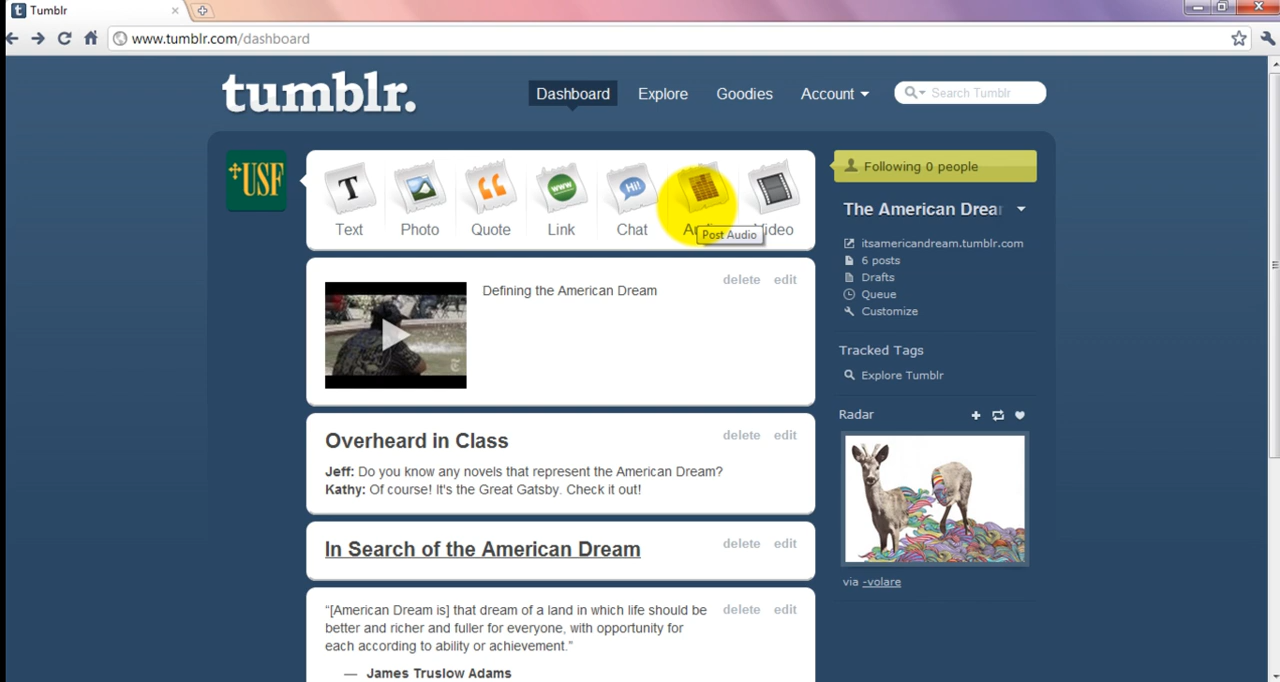 Tumblr
www.tumblr.com/dashboard
tumblr.
Dashboard Explore Goodies Account Search Tumblr
USF
T WWW Hi!
Text Photo Quote Link Chat Video
Post Audio
Following 0 people
The American Drea
itsamericandream.tumblr.com
6 posts
Drafts
Queue
Customize
Tracked Tags
Explore Tumblr
Radar
via -volare
delete edit
Defining the American Dream
delete edit
Overheard in Class
Jeff: Do you know any novels that represent the American Dream?
Kathy: Of course! It's the Great Gatsby. Check it out!
delete edit
In Search of the American Dream
delete edit
“[American Dream is] that dream of a land in which life should be
better and richer and fuller for everyone, with opportunity for
each according to ability or achievement.”
— James Truslow Adams